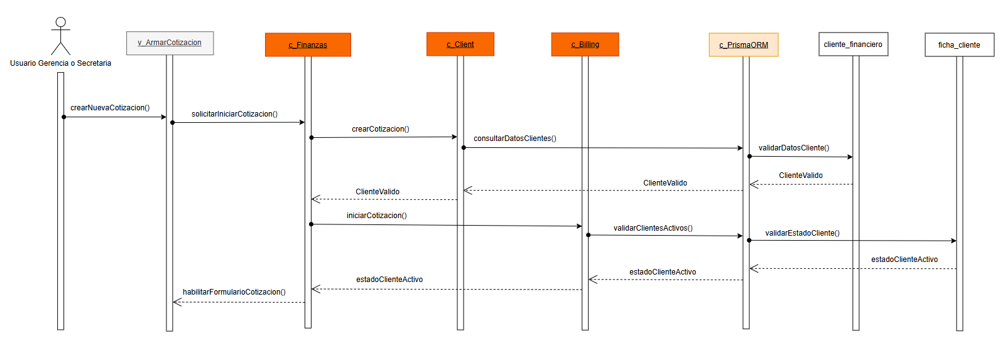 Usuario Gerencia o Secretaria
v_ArmarCotizacion
c_Finanzas
c_Client
c_Billing
c_PrismaORM
cliente_financiero
ficha_cliente
crearNuevaCotizacion()
solicitarIniciarCotizacion()
crearCotizacion()
consultarDatosClientes()
validarDatosCliente()
ClienteValido
ClienteValido
ClienteValido
iniciarCotizacion()
validarClientesActivos()
validarEstadoCliente()
estadoClienteActivo
estadoClienteActivo
estadoClienteActivo
habilitarFormularioCotizacion()